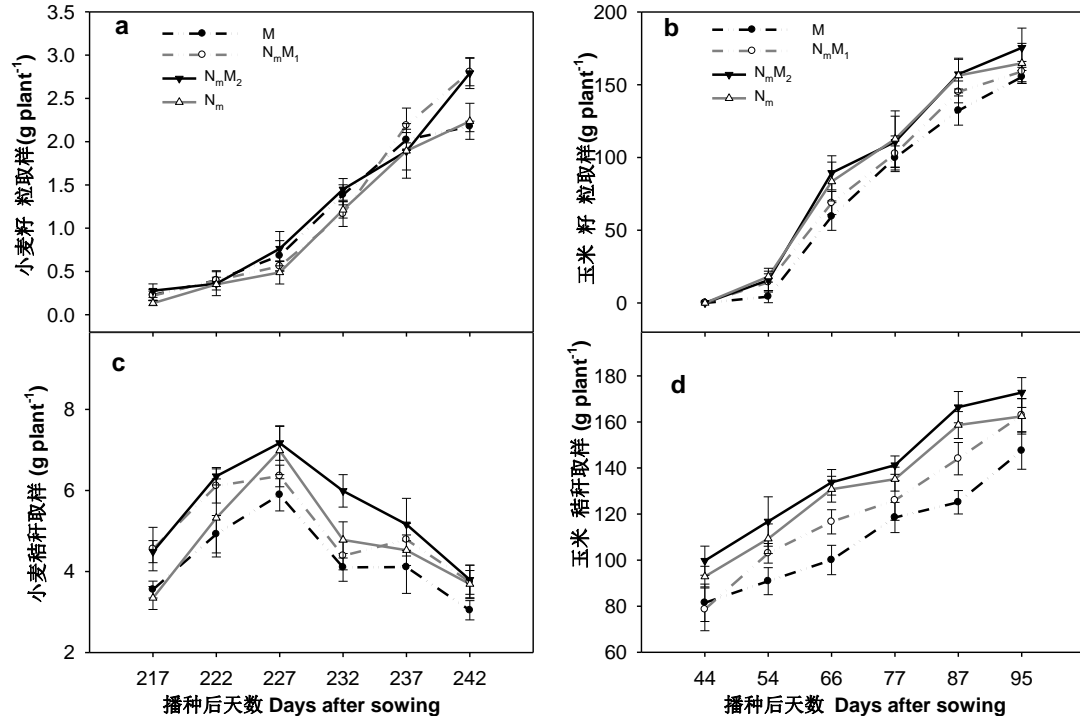 a
M
NmM1
NmM2
Nm
小麦籽 粒取样(g plant-1)
3.5
3.0
2.5
2.0
1.5
1.0
0.5
0.0
b
M
NmM1
NmM2
Nm
玉米 籽 粒取样(g plant-1)
200
150
100
50
0
c
小麦秸秆取样 (g plant-1)
8
6
4
2
217 222 227 232 237 242
播种后天数 Days after sowing
d
玉米 秸秆取样 (g plant-1)
180
160
140
120
100
80
60
44 54 66 77 87 95
播种后天数 Days after sowing